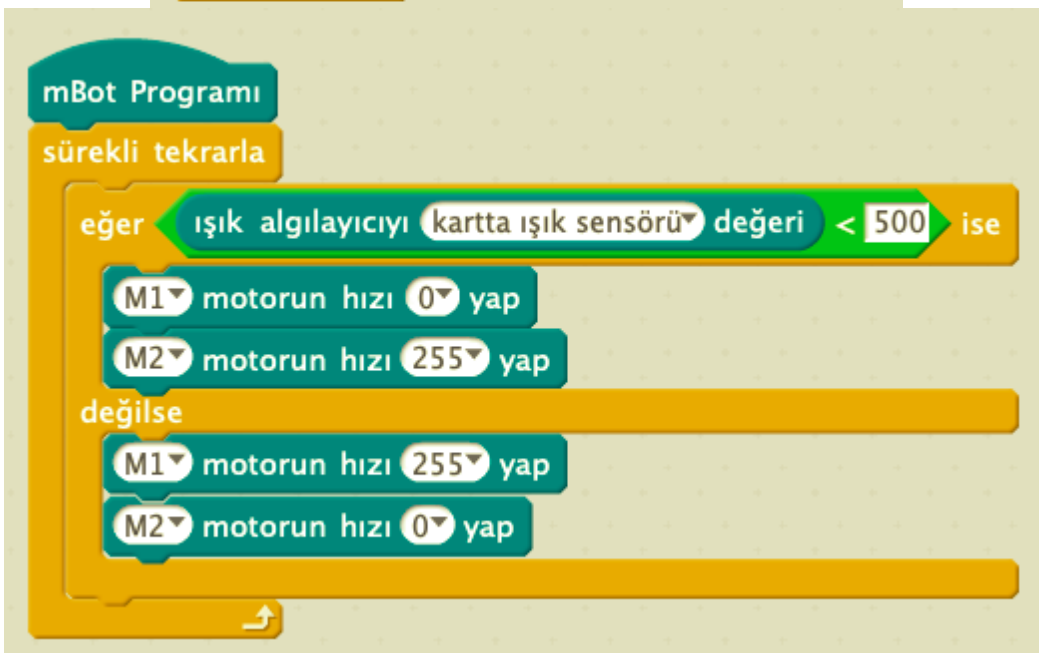 mBot Programı
sürekli tekrarla
eğer ışık algılayıcıyı kartta ışık sensörü değeri < 500 ise
M1 motorun hızı 0 yap
M2 motorun hızı 255 yap
değilse
M1 motorun hızı 255 yap
M2 motorun hızı 0 yap